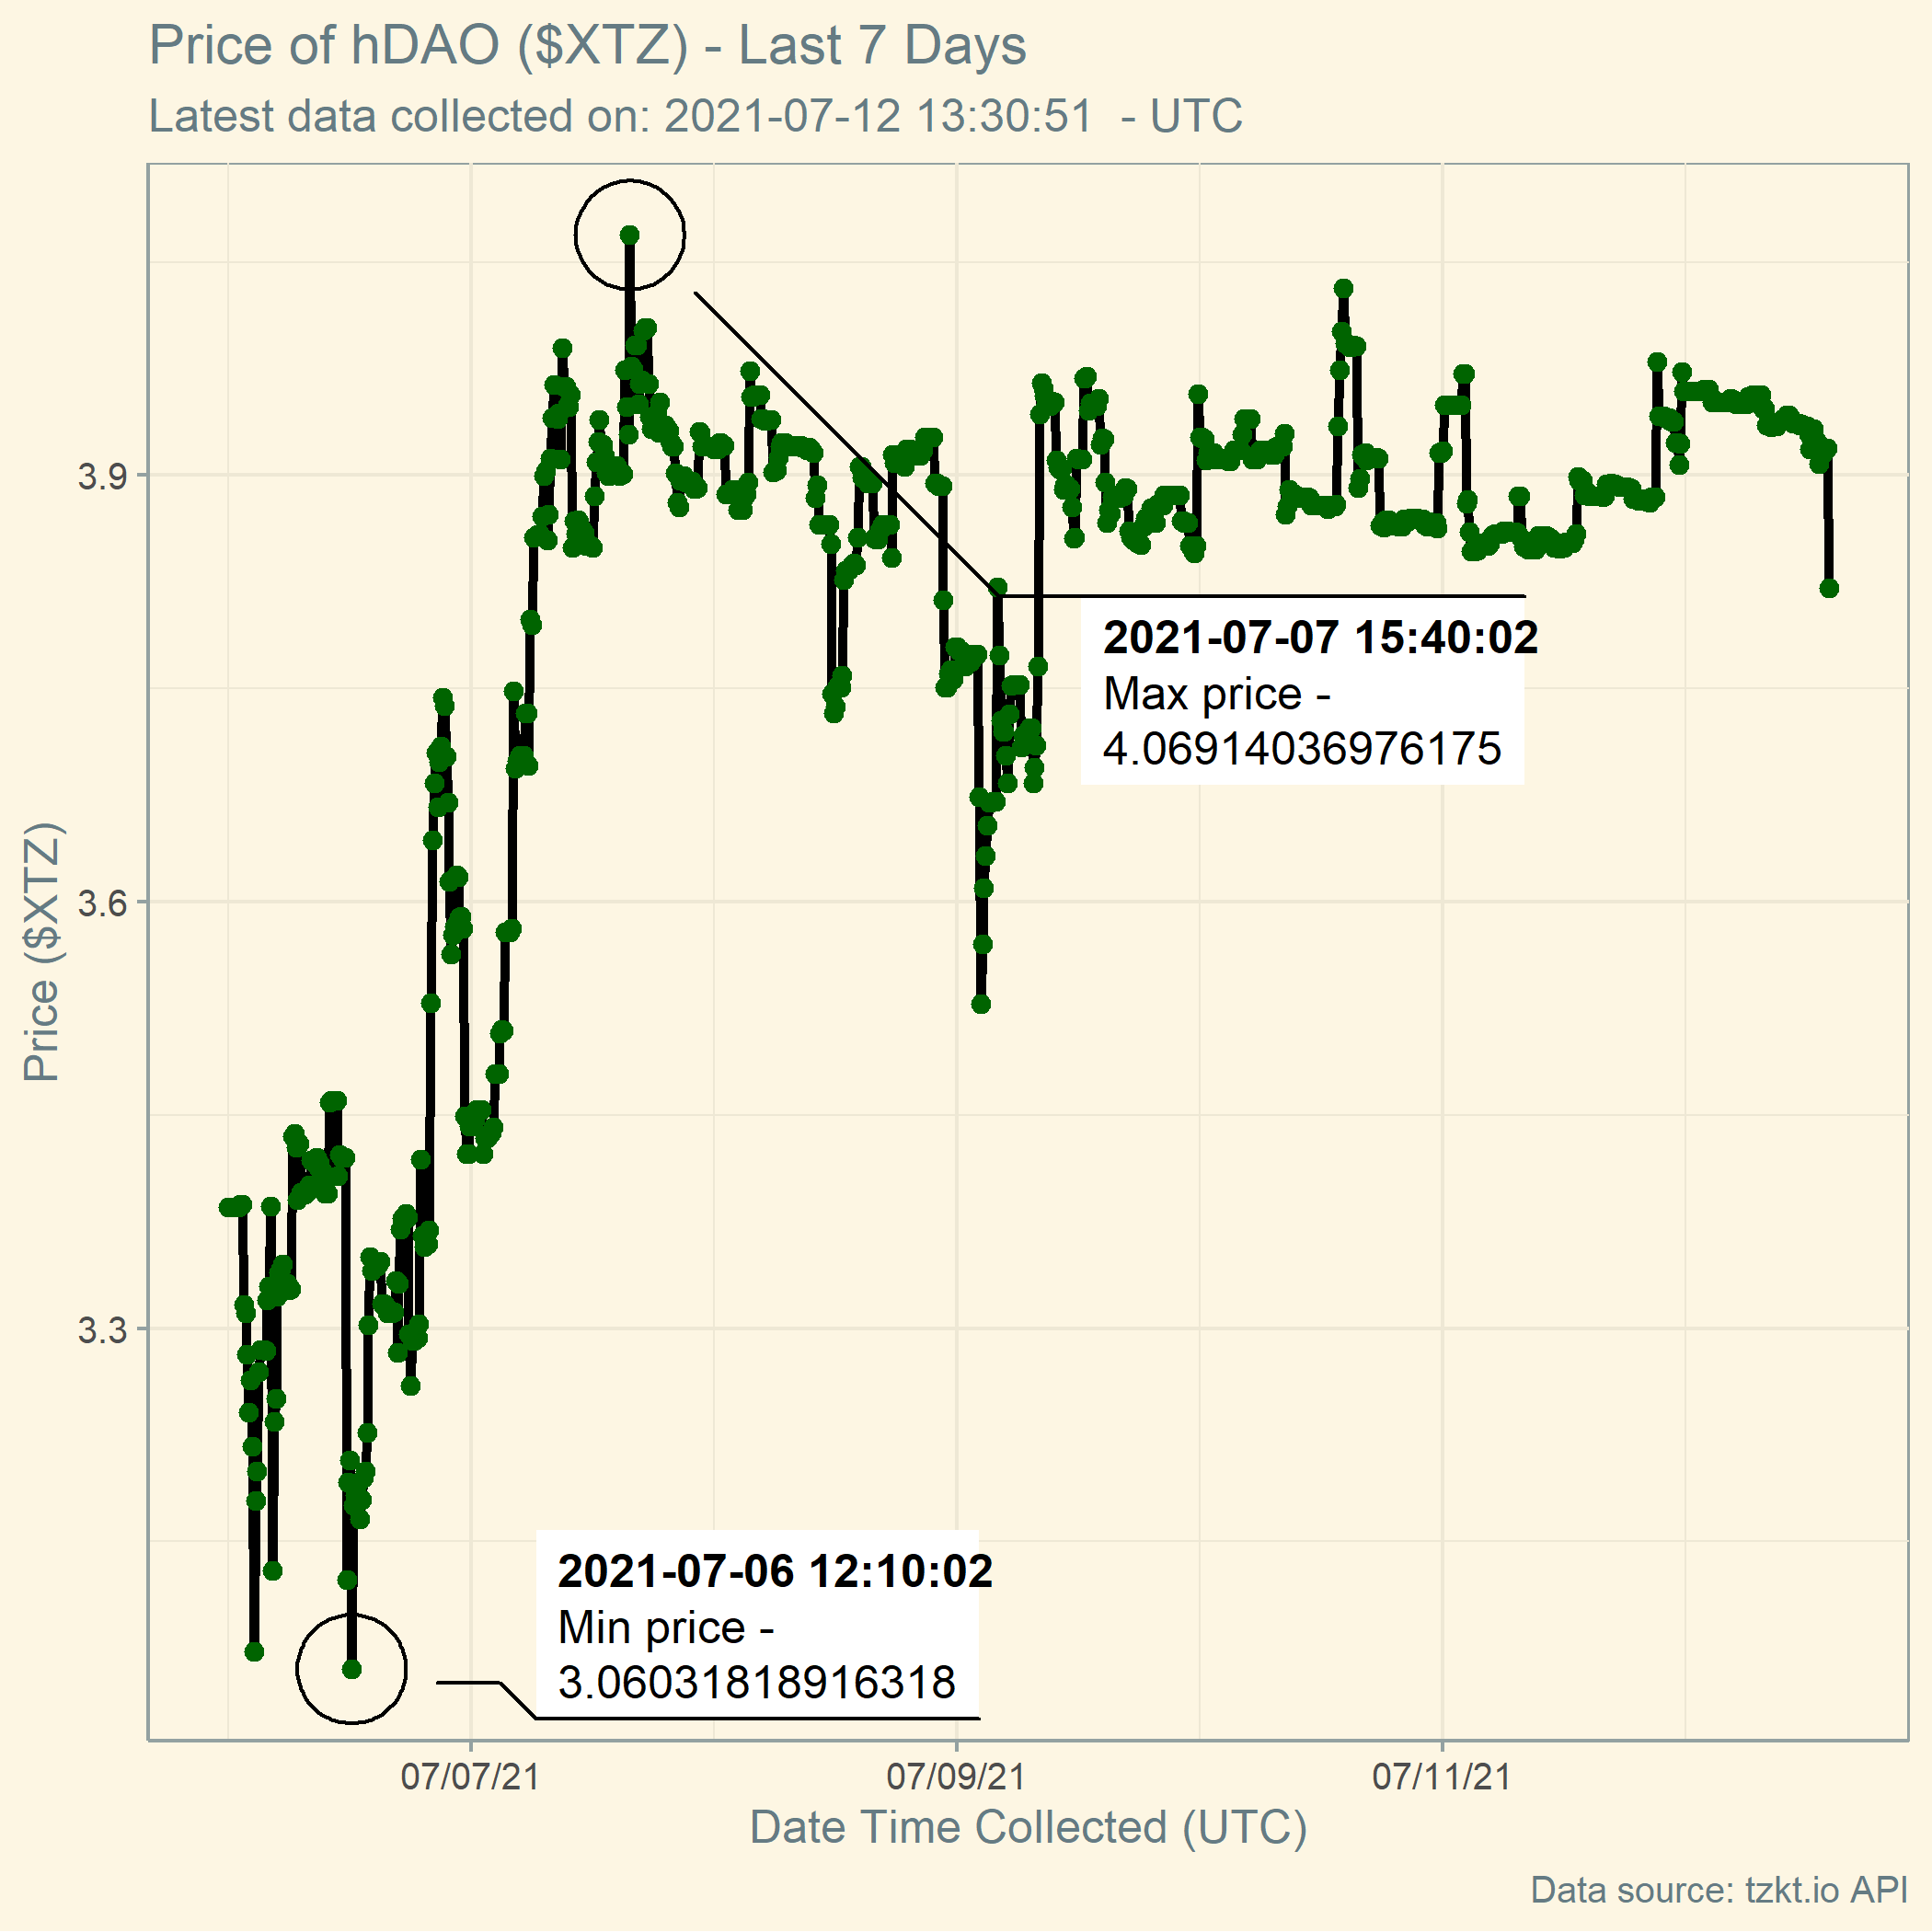 Price of hDAO ($XTZ) - Last 7 Days
Latest data collected on: 2021-07-12 13:30:51  - UTC
Price ($XTZ)
3.9
3.6
3.3
2021-07-07 15:40:02
Max price -
4.06914036976175
2021-07-06 12:10:02
Min price -
3.06031818916318
07/07/21
07/09/21
07/11/21
Date Time Collected (UTC)
Data source: tzkt.io API